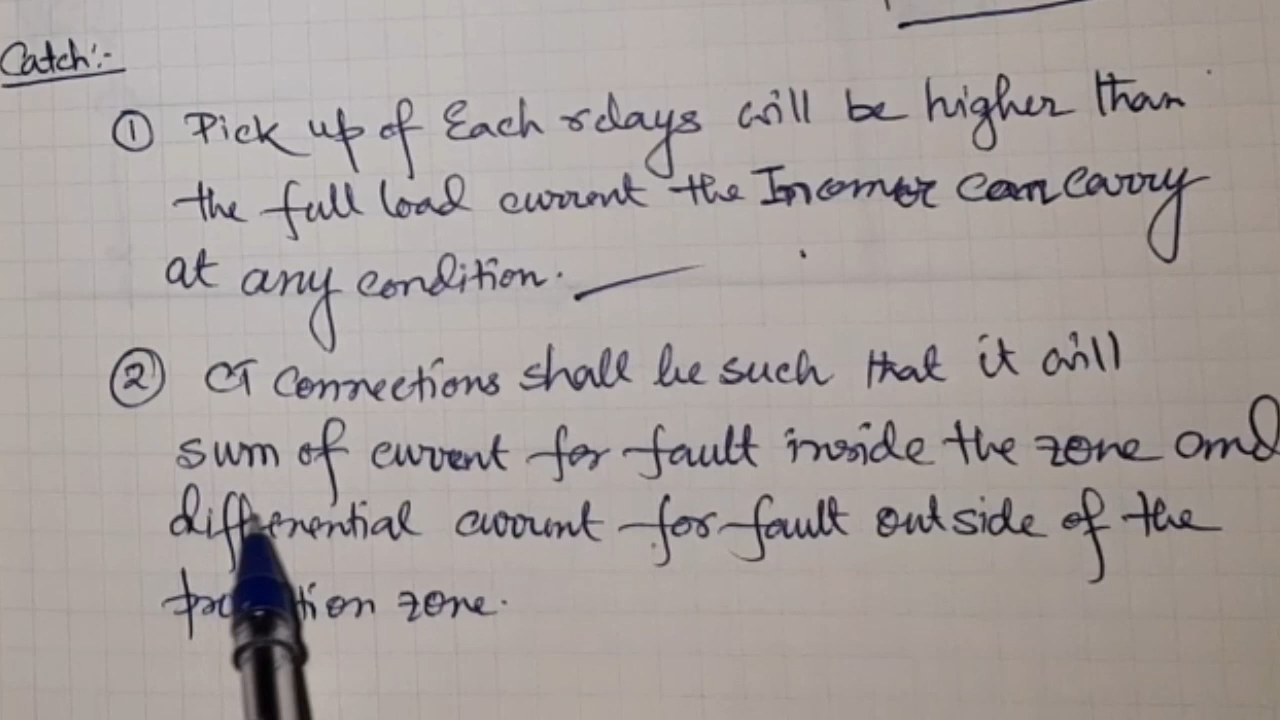 Catch:-
① Pick up of Each relays will be higher than
the full load current the Incomer can carry
at any condition.
② CT Connections shall be such that it will
sum of current for fault inside the zone and
differential current for fault outside of the
zone.